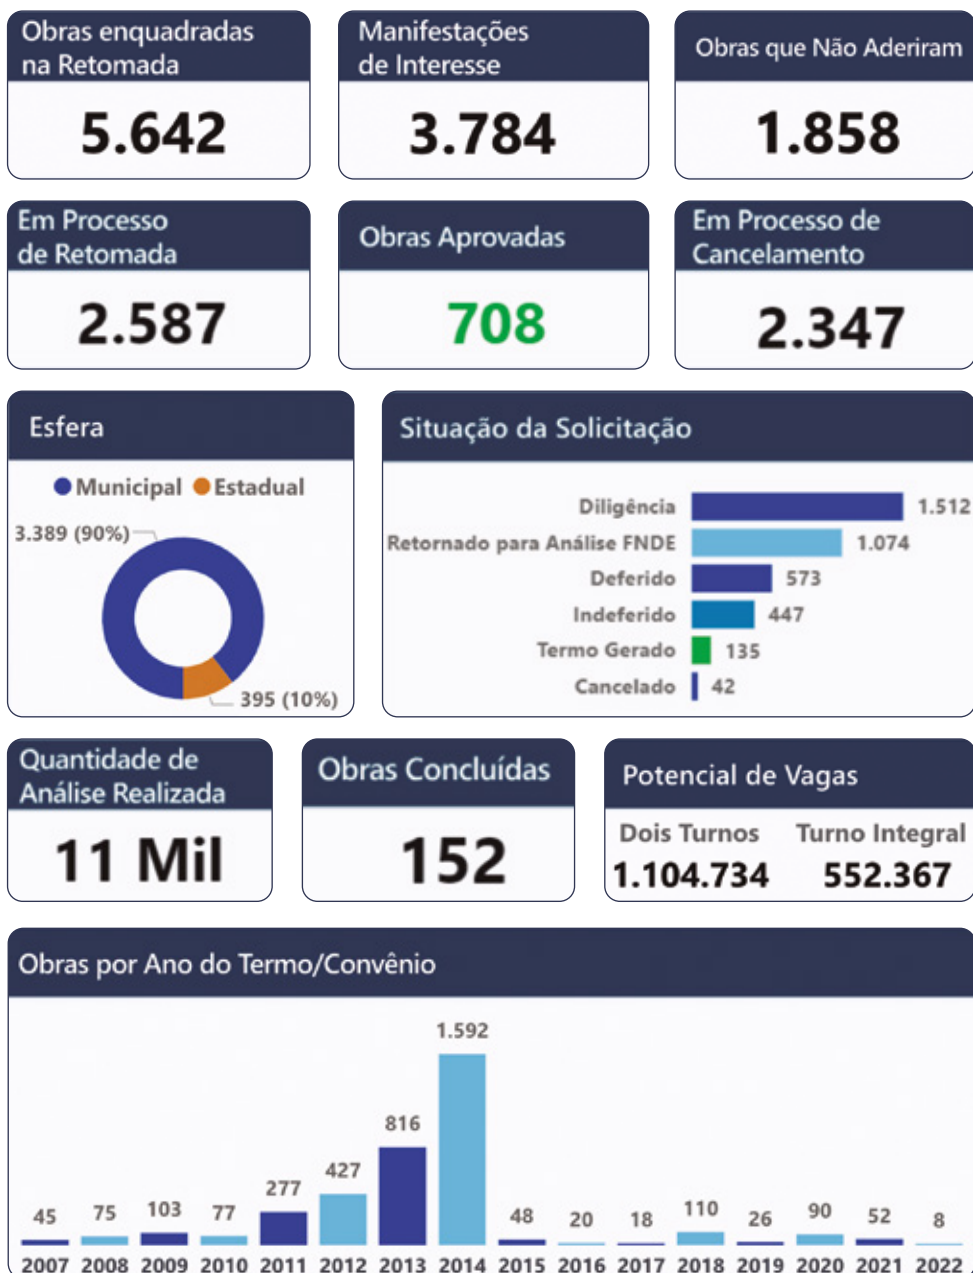 Obras enquadradas
na Retomada
5.642
Manifestações
de Interesse
3.784
Obras que Não Aderiram
1.858
Em Processo
de Retomada
2.587
Obras Aprovadas
708
Em Processo de
Cancelamento
2.347
Esfera
Municipal Estadual
3.389 (90%)
395 (10%)
Situação da Solicitação
Diligência 1.512
Retornado para Análise FNDE 1.074
Deferido 573
Indeferido 447
Termo Gerado 135
Cancelado 42
Quantidade de
Análise Realizada
11 Mil
Obras Concluídas
152
Potencial de Vagas
Dois Turnos Turno Integral
1.104.734 552.367
Obras por Ano do Termo/Convênio
45 75 103 77 277 427 816 1.592 48 20 18 110 26 90 52 8
2007 2008 2009 2010 2011 2012 2013 2014 2015 2016 2017 2018 2019 2020 2021 2022